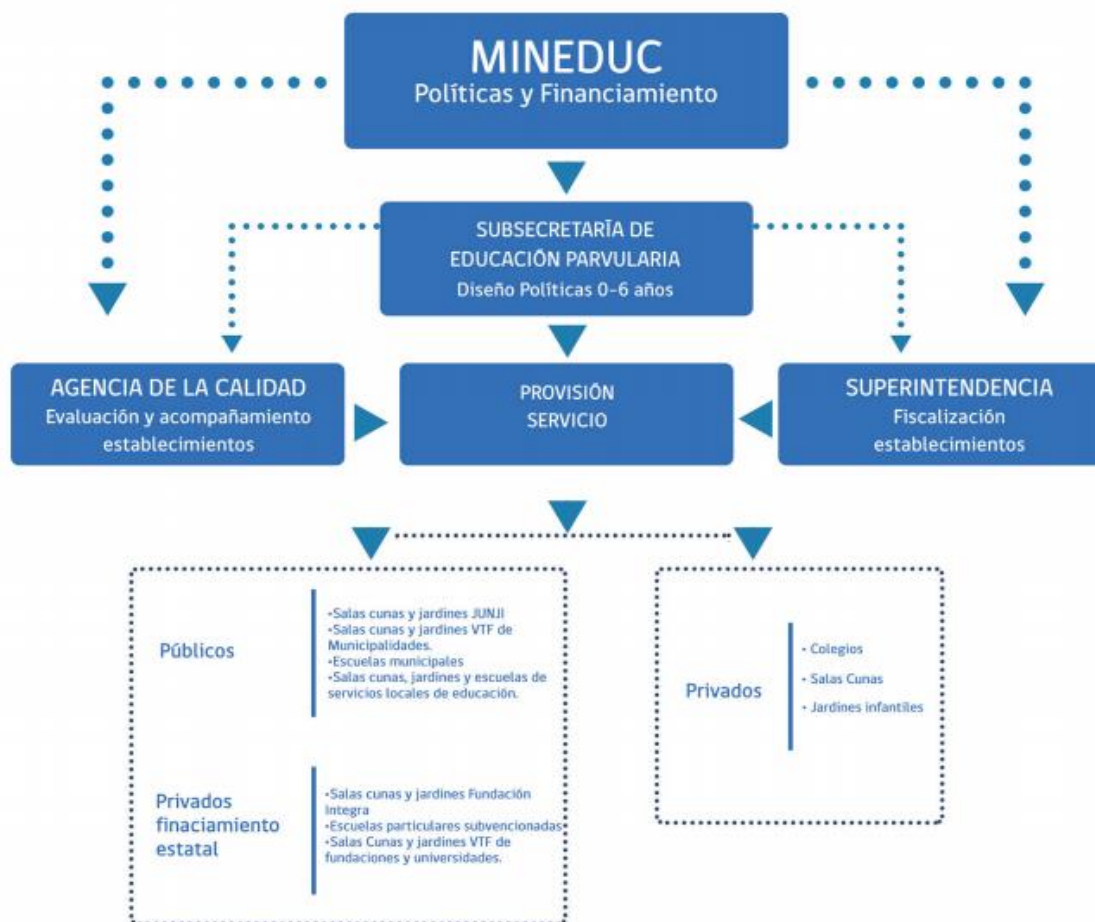 MINEDUC
Políticas y Financiamiento
SUBSECRETARÍA DE
EDUCACIÓN PARVULARIA
Diseño Políticas 0-6 años
AGENCIA DE LA CALIDAD
Evaluación y acompañamiento
establecimientos
PROVISIÓN
SERVICIO
SUPERINTENDENCIA
Fiscalización
establecimientos
Públicos
•Salas cunas y jardines JUNJI
•Salas cunas y jardines VTF de
Municipalidades.
•Escuelas municipales
•Salas cunas, jardines y escuelas de
servicios locales de educación.
Privados
finaciamiento
estatal
•Salas cunas y jardines Fundación
Integra
•Escuelas particulares subvencionadas
•Salas Cunas y jardines VTF de
fundaciones y universidades.
Privados
• Colegios
• Salas Cunas
• Jardines infantiles